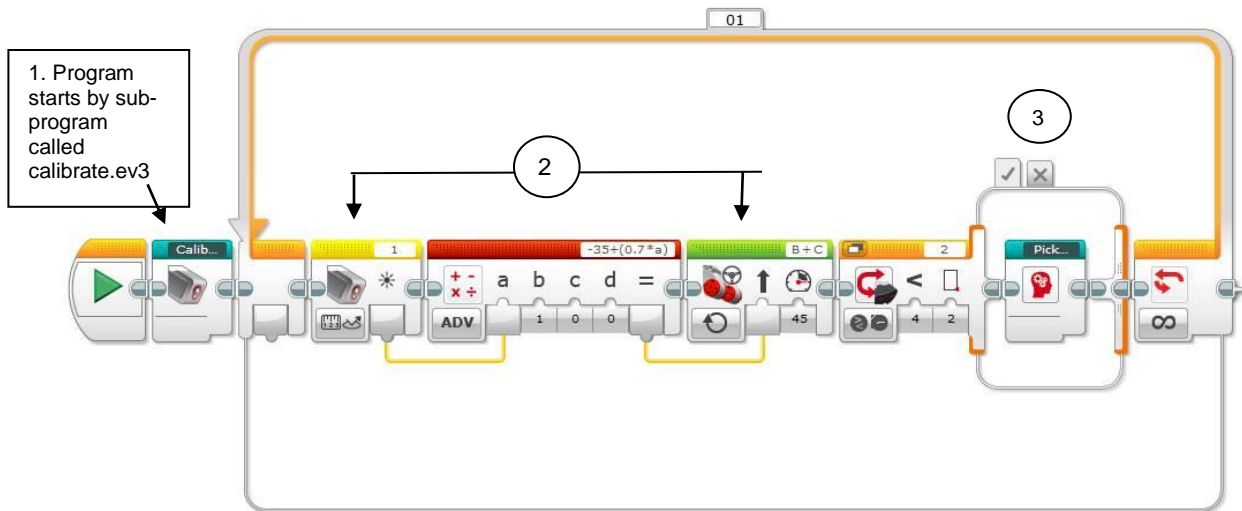 01
1. Program
starts by sub-
program
called
calibrate.ev3
2
3
Calib...
1
-35+(0.7*a)
B+C
2
Pick...
a b c d =
ADV
1 0 0
45
< 
4 2